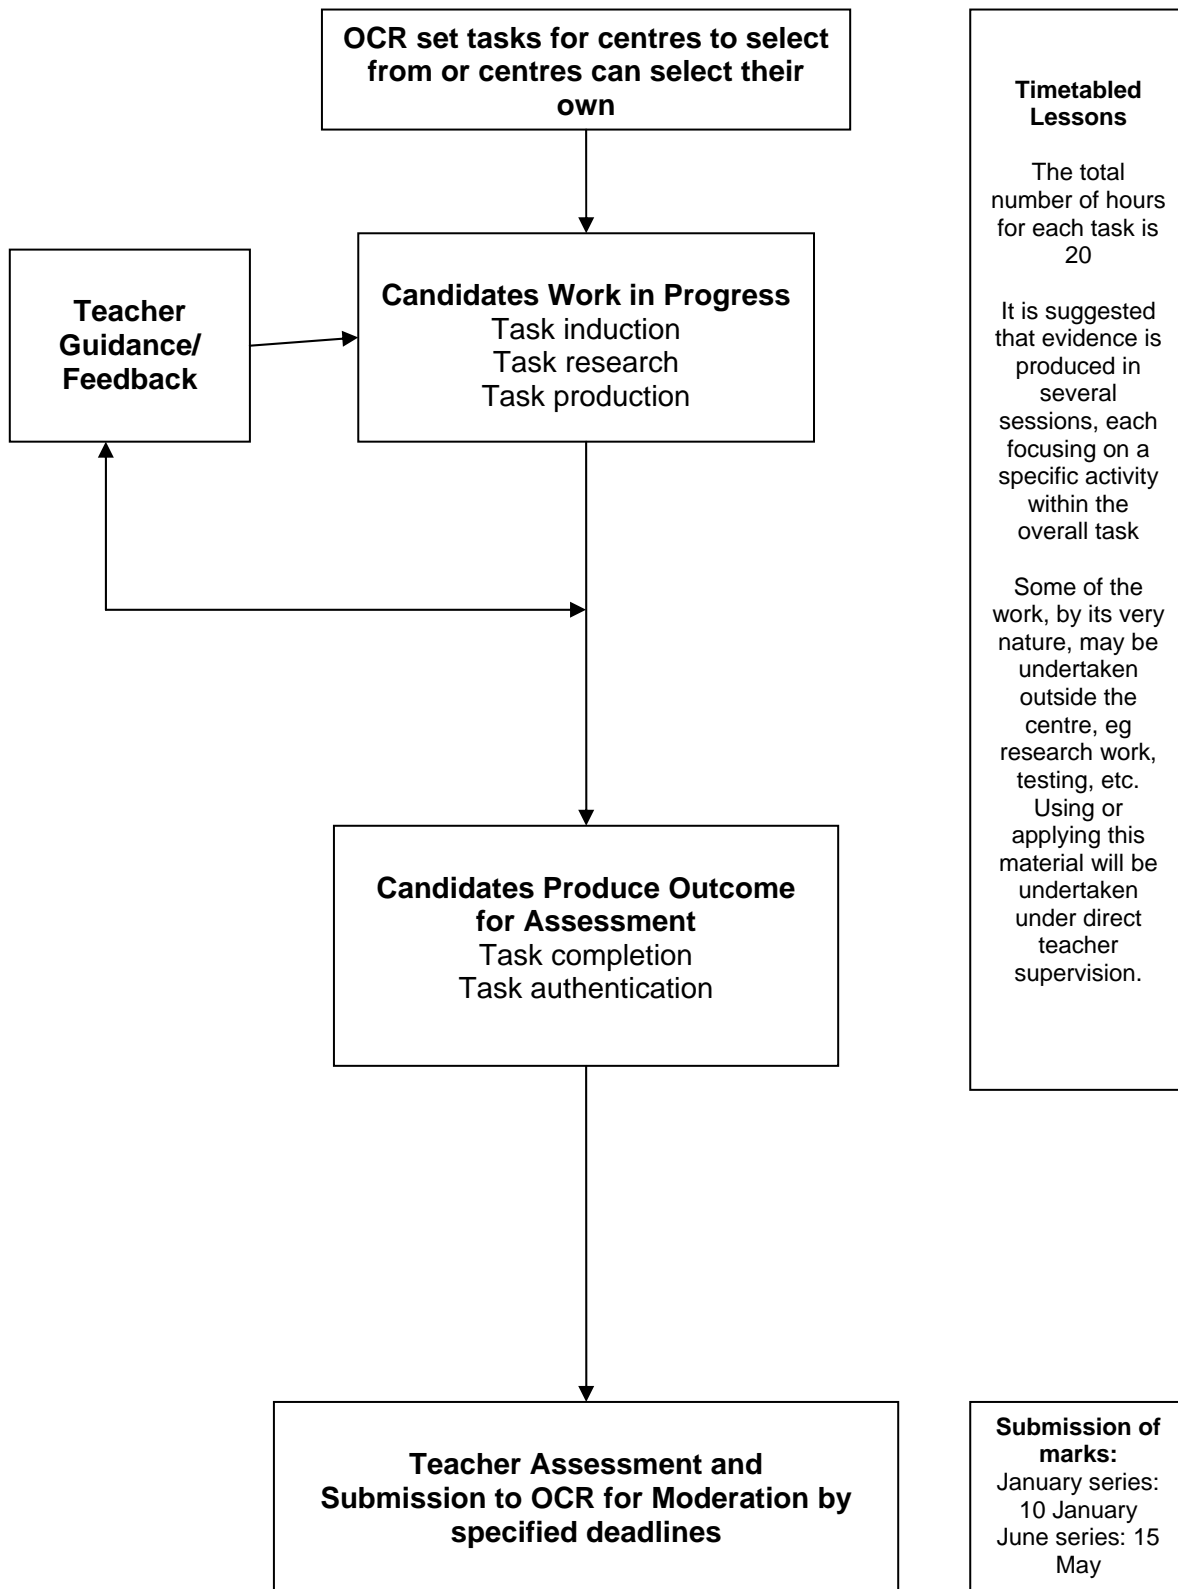 OCR set tasks for centres to select
from or centres can select their
own
Teacher
Guidance/
Feedback
Candidates Work in Progress
Task induction
Task research
Task production
Candidates Produce Outcome
for Assessment
Task completion
Task authentication
Teacher Assessment and
Submission to OCR for Moderation by
specified deadlines
Timetabled
Lessons
The total
number of hours
for each task is
20
It is suggested
that evidence is
produced in
several
sessions, each
focusing on a
specific activity
within the
overall task
Some of the
work, by its very
nature, may be
undertaken
outside the
centre, eg
research work,
testing, etc.
Using or
applying this
material will be
undertaken
under direct
teacher
supervision.
Submission of
marks:
January series:
10 January
June series: 15
May